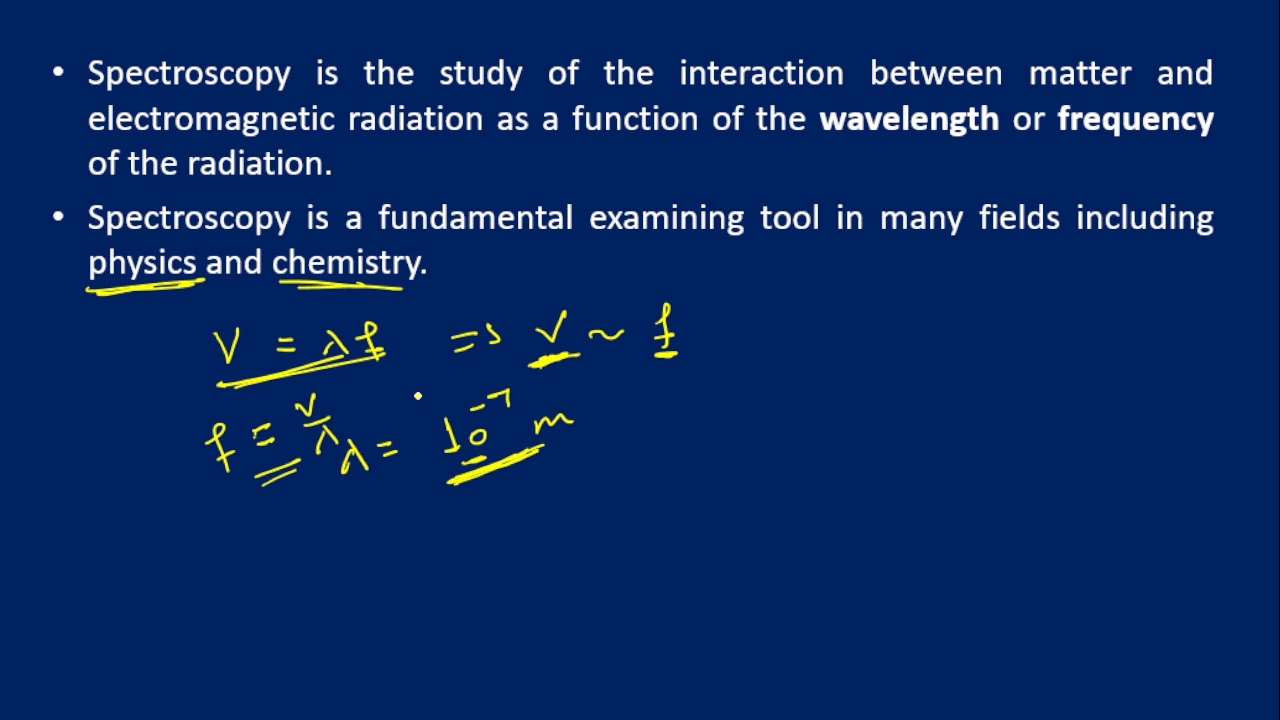 • Spectroscopy is the study of the interaction between matter and
electromagnetic radiation as a function of the wavelength or frequency
of the radiation.
• Spectroscopy is a fundamental examining tool in many fields including
physics and chemistry.
V = λf => V ~ f
f = v/λ λ = 10⁻⁷ m